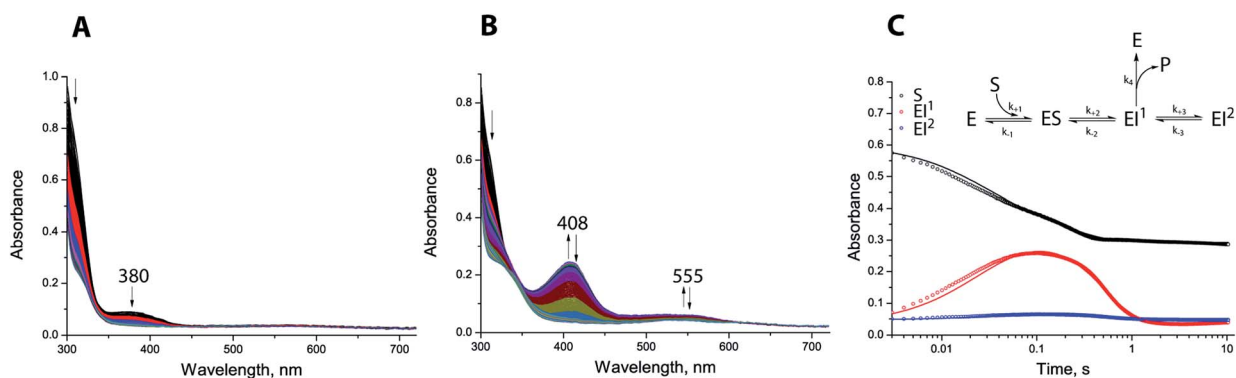 A
1.0
0.8
0.6
0.4
0.2
0.0
Absorbance
380
300 400 500 600 700
Wavelength, nm
B
0.8
0.6
0.4
0.2
0.0
Absorbance
408
555
300 400 500 600 700
Wavelength, nm
C
0.8
0.7
0.6
0.5
0.4
0.3
0.2
0.1
0.0
Absorbance
S
EI¹
EI²
E
k₄ P
S
k₊₁ k₊₂ k₊₃
E ES EI¹ EI²
k₋₁ k₋₂ k₋₃
0.01 0.1 1 10
Time, s